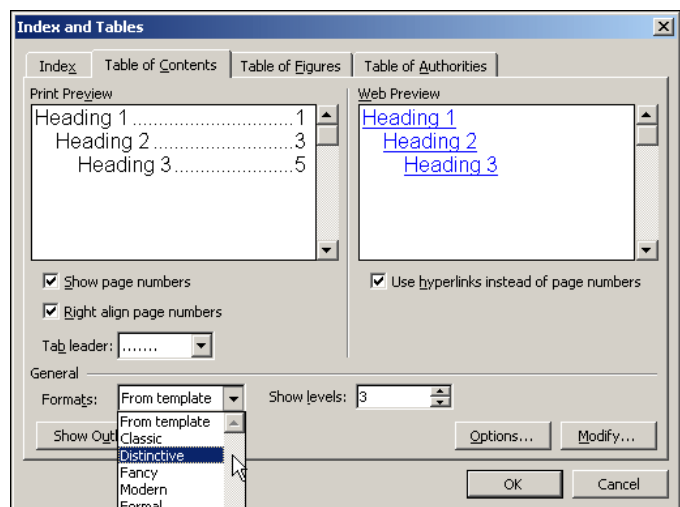 Index and Tables
Index Table of Contents Table of Figures Table of Authorities
Print Preview
Heading 1 ............................1
Heading 2 ........................3
Heading 3 .....................5
Web Preview
Heading 1
Heading 2
Heading 3
Show page numbers
Right align page numbers
Tab leader: .......
Use hyperlinks instead of page numbers
General
Formats: From template
Show levels: 3
From template
Classic
Distinctive
Fancy
Modern
Formal
Show Outl
Options... Modify...
OK Cancel